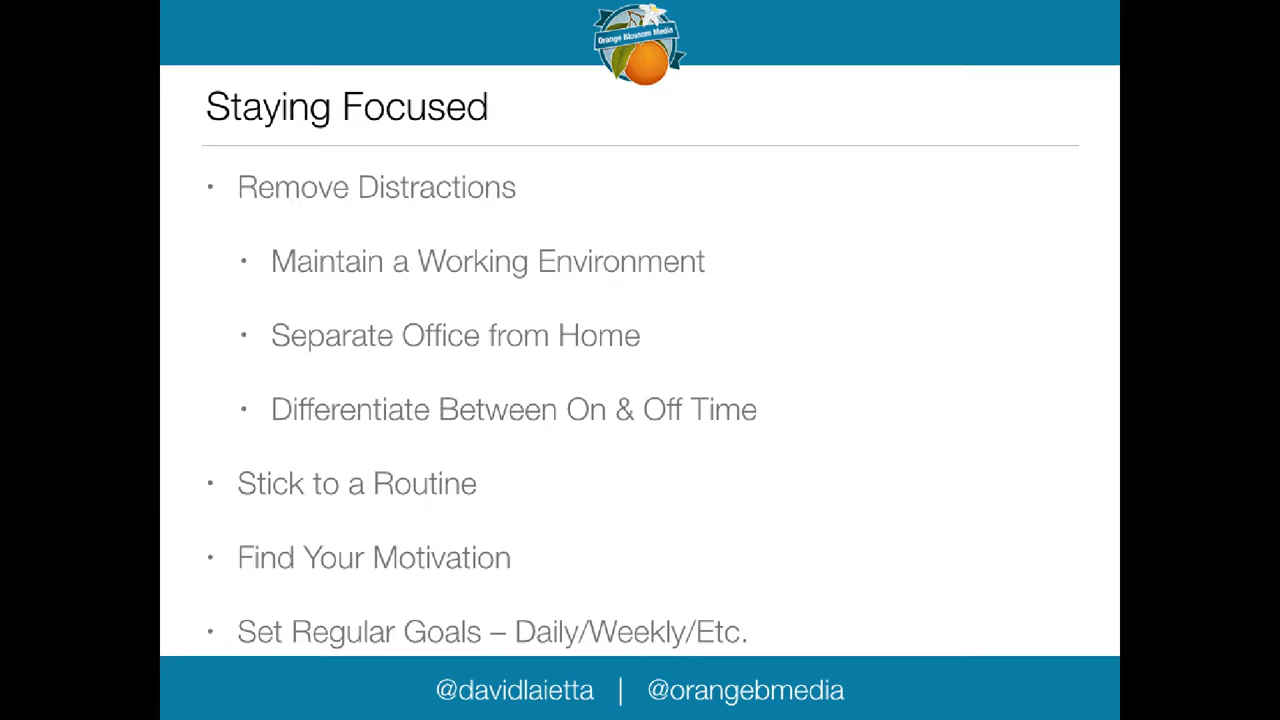 Orange Blossom Media
Staying Focused
• Remove Distractions
• Maintain a Working Environment
• Separate Office from Home
• Differentiate Between On & Off Time
• Stick to a Routine
• Find Your Motivation
• Set Regular Goals – Daily/Weekly/Etc.
@davidlaietta | @orangebmedia